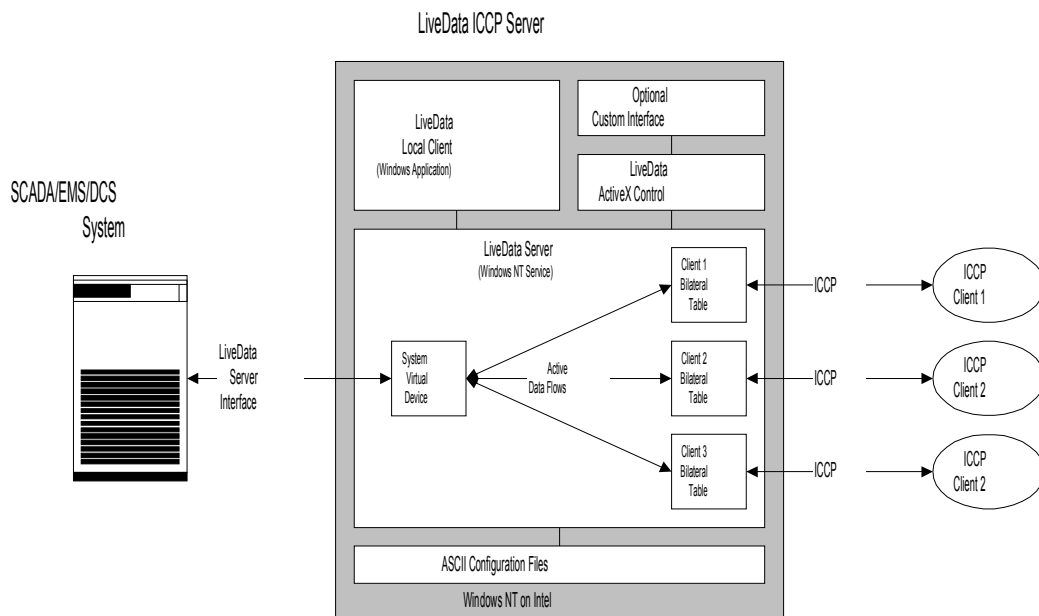 LiveData ICCP Server
LiveData
Local Client
(Windows Application)
Optional
Custom Interface
LiveData
ActiveX Control
SCADA/EMS/DCS
System
LiveData Server
(Windows NT Service)
LiveData
Server
Interface
System
Virtual
Device
Active
Data Flows
Client 1
Bilateral
Table
ICCP
ICCP
Client 1
Client 2
Bilateral
Table
ICCP
ICCP
Client 2
Client 3
Bilateral
Table
ICCP
ICCP
Client 2
ASCII Configuration Files
Windows NT on Intel